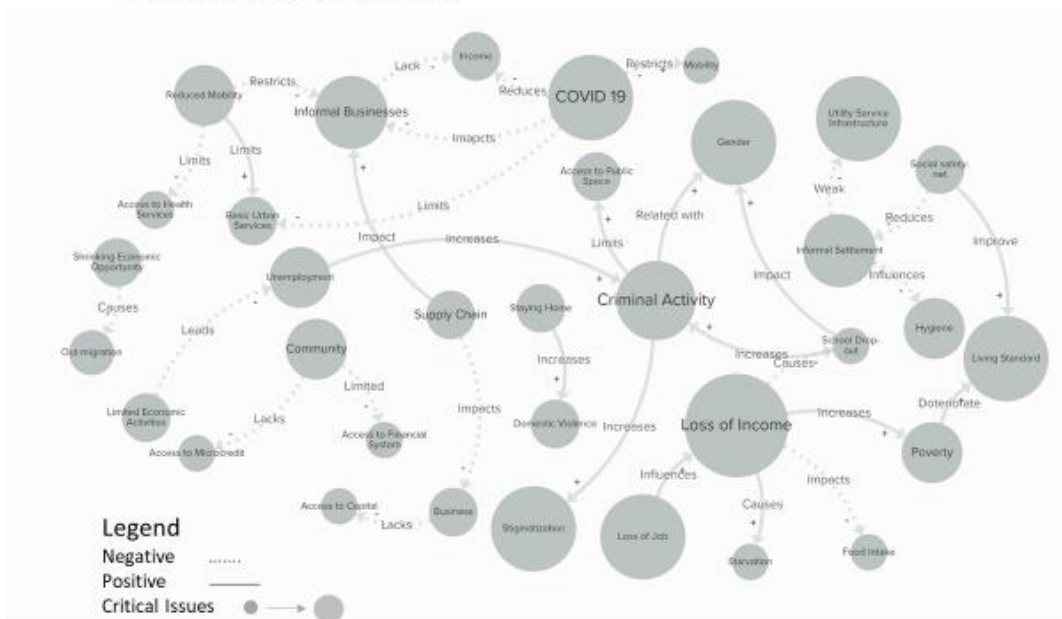 Income
Lack -
Restricts +
Mobility
Reduced Mobility
Restricts
-
Reduces
COVID 19
Informal Businesses
Utility Service
Infrastructure
Imapcts
Gender
Limits
Limits
+
Access to Public
Space
Social safety-
net
Weak
Access to Health
Services
Basic Urban
Services
Limits
Related with
Reduces
Impact
Increases
Limits
Improve
Shrinking Economic
Opportunity
Informal Settlement
Unemployment
Impact
Influences
Causes
Supply Chain
Staying Home
Criminal Activity
Hygiene
Leads
Out-migration
Community
School Drop-
out
Living Standard
Increases
Increases
Causes
Limited
Limited Economic
Activities
Lacks
Impacts
Doteriorate
Access to Financial
System
Domestic Violence
Increases
Loss of Income
Increases
Access to Microcredit
Poverty
Influences
Impacts
Access to Capital
Lacks
Business
Stigmatization
Loss of Job
Causes
Starvation
Food Intake
Legend
Negative ......
Positive
Critical Issues